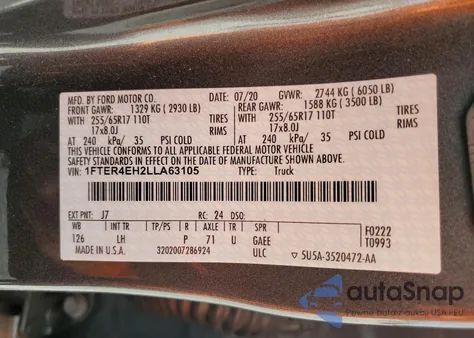 MFD. BY FORD MOTOR CO. 07/20 GVWR: 2744 KG (6050 LB)
FRONT GAWR: 1329 KG (2930 LB) REAR GAWR: 1588 KG (3500 LB)
WITH 255/65R17 110T WITH 255/65R17 110T
17x8.0J 17x8.0J
AT 240 kPa/ 35 PSI COLD AT 240 kPa/ 35 PSI COLD
THIS VEHICLE CONFORMS TO ALL APPLICABLE FEDERAL MOTOR VEHICLE
SAFETY STANDARDS IN EFFECT ON THE DATE OF MANUFACTURE SHOWN ABOVE.
VIN: 1FTER4EH2LLA63105 TYPE: Truck
EXT PNT: J7 RC: 24 DSO:
WB INT TR TP/PS R AXLE TR SPR
126 LH P 71 U GAEE
MADE IN U.S.A. 3202007286924 ULC
F0222
T0993
▽ 5U5A-3520472-AA
autoSnap
Pewne auto z aukcji USA i EU